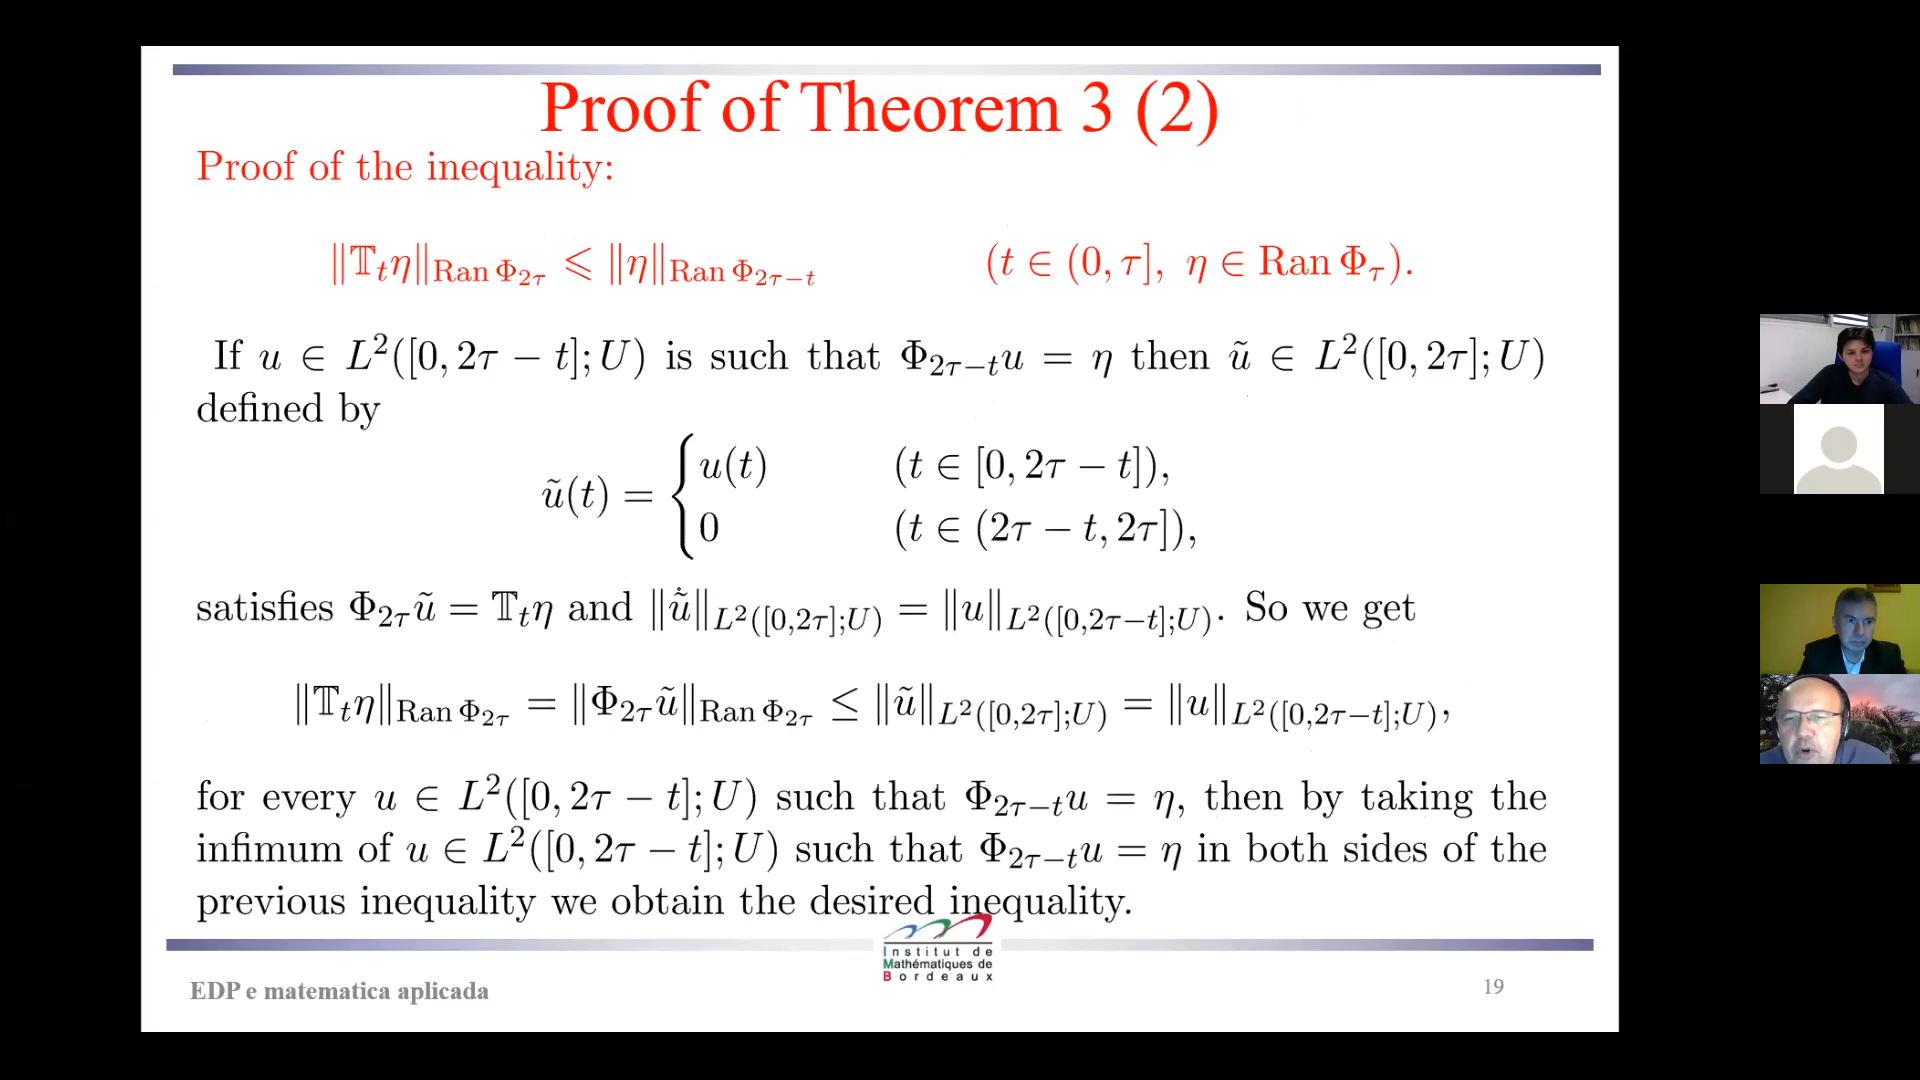 Proof of Theorem 3 (2)
Proof of the inequality:
‖𝕋ₜη‖_{Ran Φ_{2τ}} ⩽ ‖η‖_{Ran Φ_{2τ−t}} (t ∈ (0, τ], η ∈ Ran Φ_τ).
If u ∈ L²([0, 2τ − t]; U) is such that Φ_{2τ−t}u = η then ũ ∈ L²([0, 2τ]; U)
defined by
ũ(t) = { u(t) (t ∈ [0, 2τ − t]),
0 (t ∈ (2τ − t, 2τ]),
satisfies Φ_{2τ}ũ = 𝕋ₜη and ‖ũ‖_{L²([0,2τ];U)} = ‖u‖_{L²([0,2τ−t];U)}. So we get
‖𝕋ₜη‖_{Ran Φ_{2τ}} = ‖Φ_{2τ}ũ‖_{Ran Φ_{2τ}} ≤ ‖ũ‖_{L²([0,2τ];U)} = ‖u‖_{L²([0,2τ−t];U)},
for every u ∈ L²([0, 2τ − t]; U) such that Φ_{2τ−t}u = η, then by taking the
infimum of u ∈ L²([0, 2τ − t]; U) such that Φ_{2τ−t}u = η in both sides of the
previous inequality we obtain the desired inequality.
Institut de
Mathématiques de
Bordeaux
EDP e matematica aplicada
19